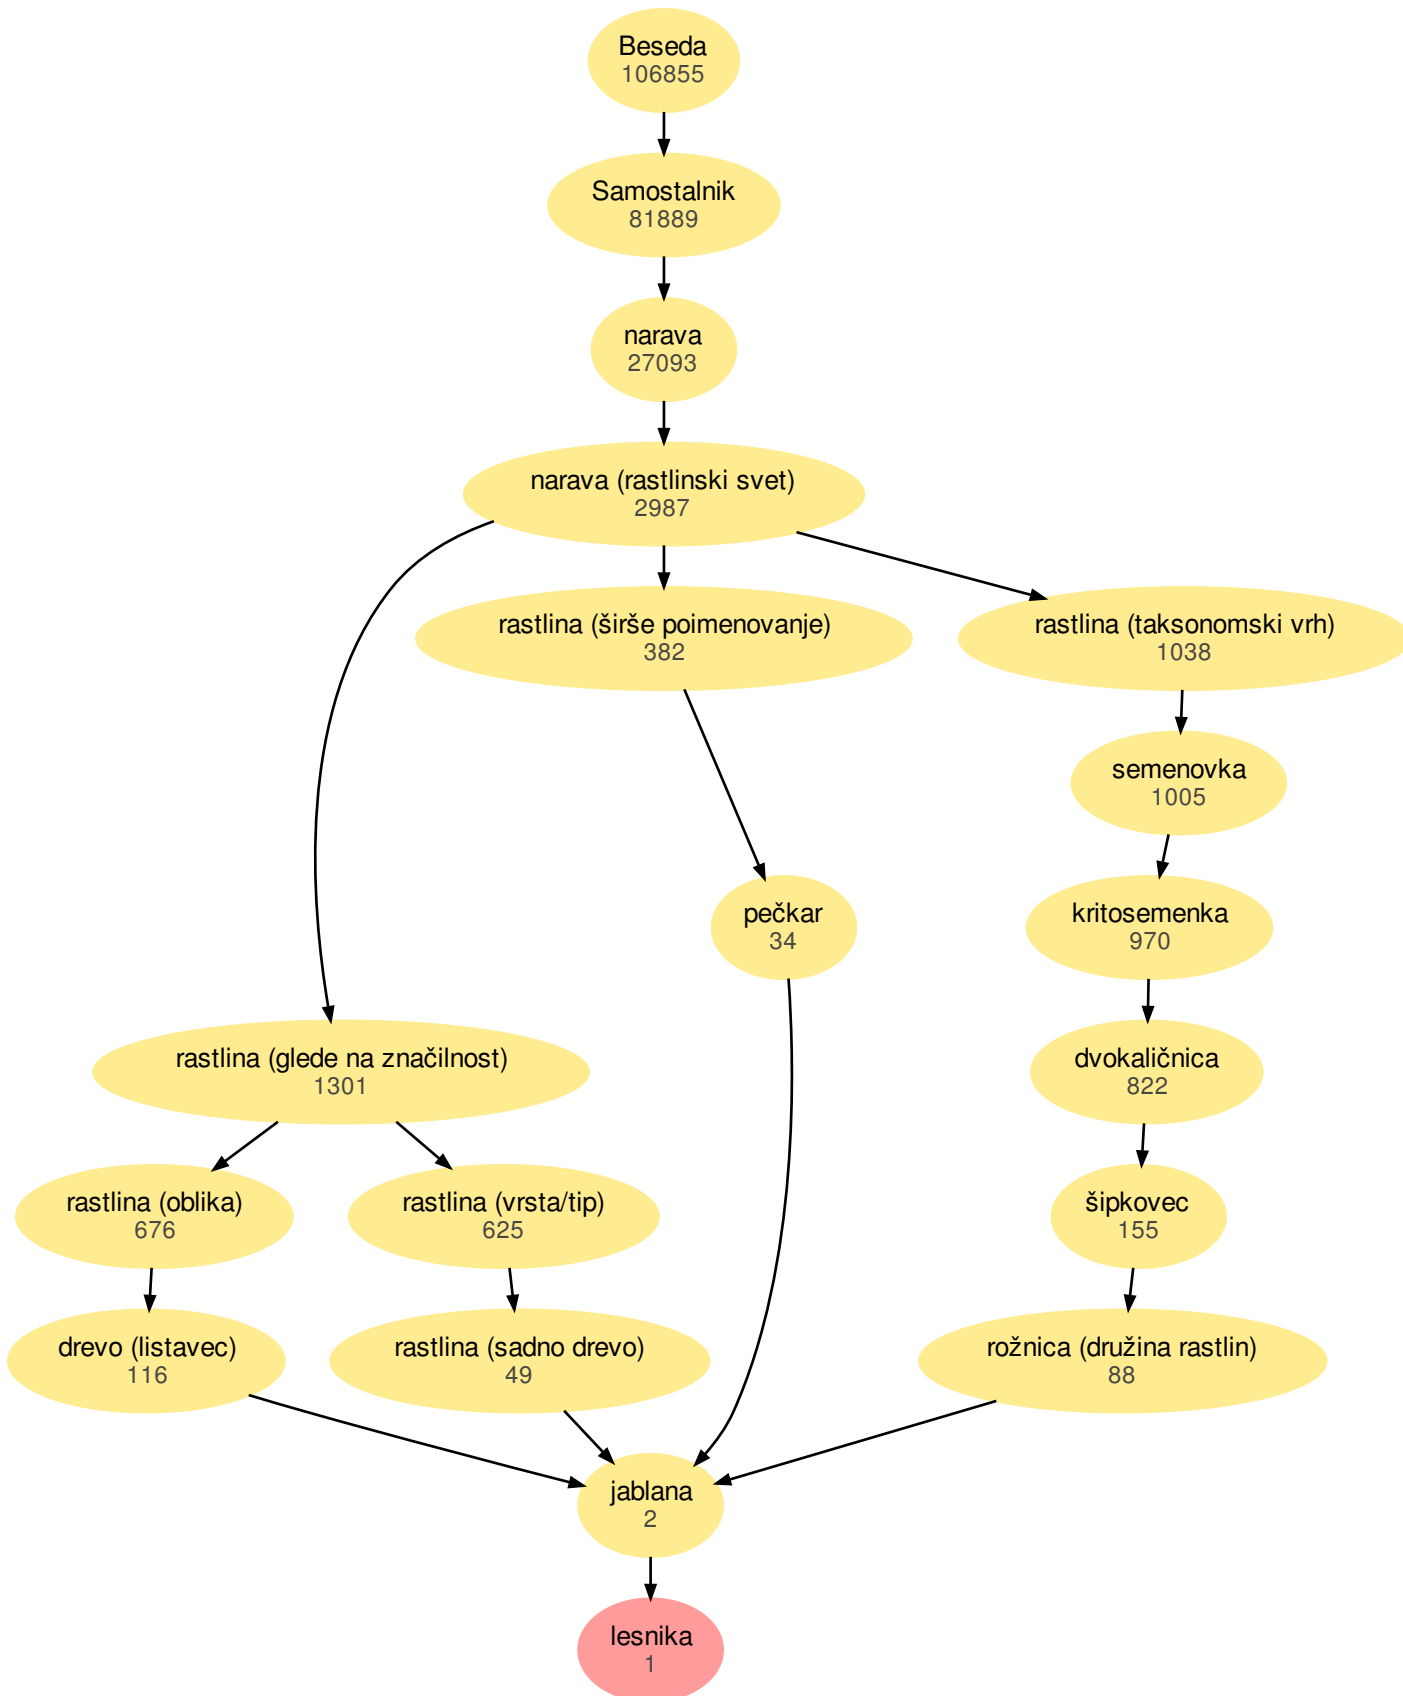 Beseda
106855
Samostalnik
81889
narava
27093
narava (rastlinski svet)
2987
rastlina (širše poimenovanje)
382
rastlina (taksonomski vrh)
1038
semenovka
1005
pečkar
34
kritosemenka
970
rastlina (glede na značilnost)
1301
dvokaličnica
822
rastlina (oblika)
676
rastlina (vrsta/tip)
625
šipkovec
155
drevo (listavec)
116
rastlina (sadno drevo)
49
rožnica (družina rastlin)
88
jablana
2
lesnika
1